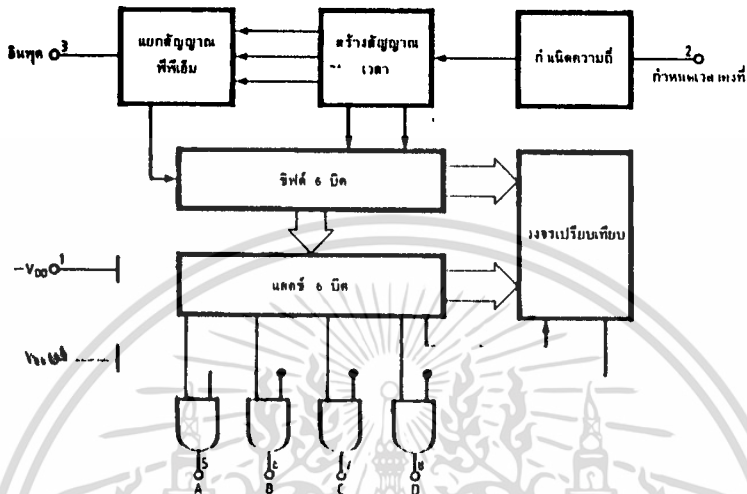 อินพุต 3
แยกสัญญาณ
พีพีเอ็ม
สร้างสัญญาณ
เวลา
กำเนิดความถี่
2
กำหนดเวลาคงที่
ชิฟต์ 6 บิต
วงจรเปรียบเทียบ
-VDD 1
แลตช์ 6 บิต
5
8
A
B
C
D